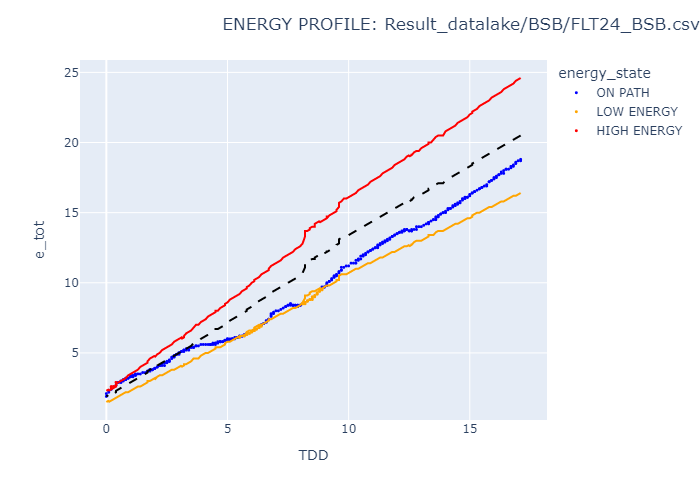 ENERGY PROFILE: Result_datalake/BSB/FLT24_BSB.csv
energy_state
ON PATH
LOW ENERGY
HIGH ENERGY
e_tot
25
20
15
10
5
0 5 10 15
TDD